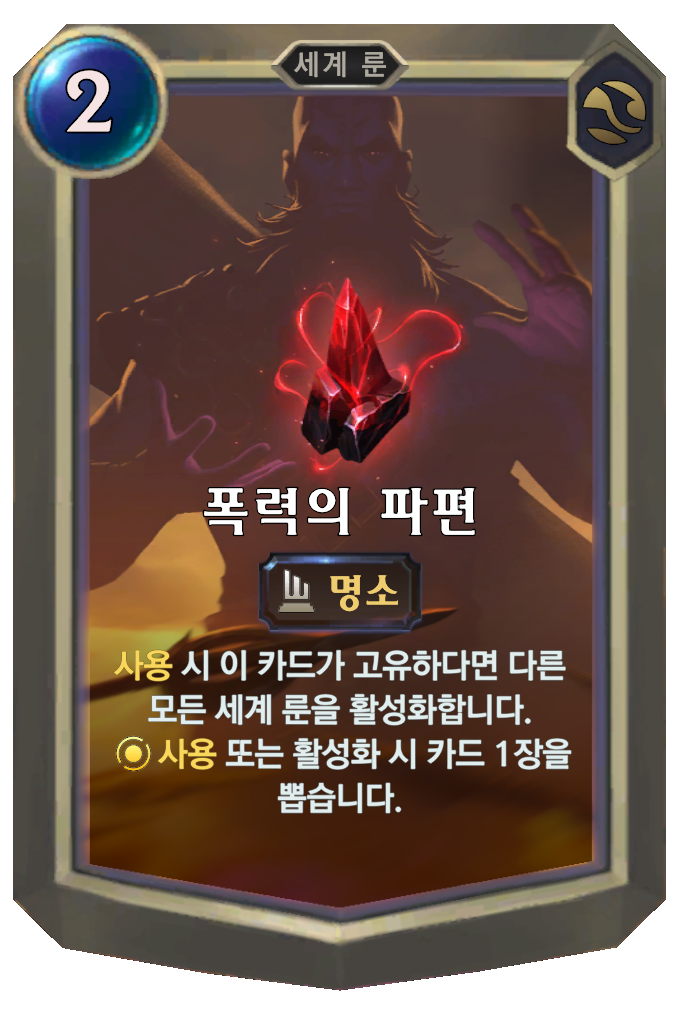 2
세계 룬
폭력의 파편
명소
사용 시 이 카드가 고유하다면 다른
모든 세계 룬을 활성화합니다.
사용 또는 활성화 시 카드 1장을
뽑습니다.